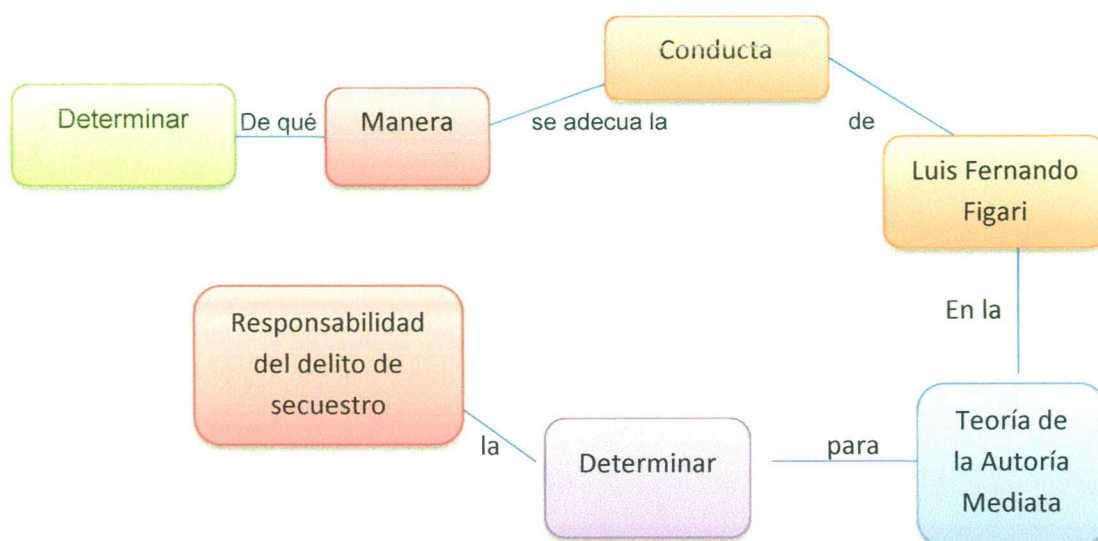 Determinar
De qué
Manera
se adecua la
Conducta
de
Luis Fernando
Figari
En la
Teoría de
la Autoría
Mediata
para
Determinar
la
Responsabilidad
del delito de
secuestro